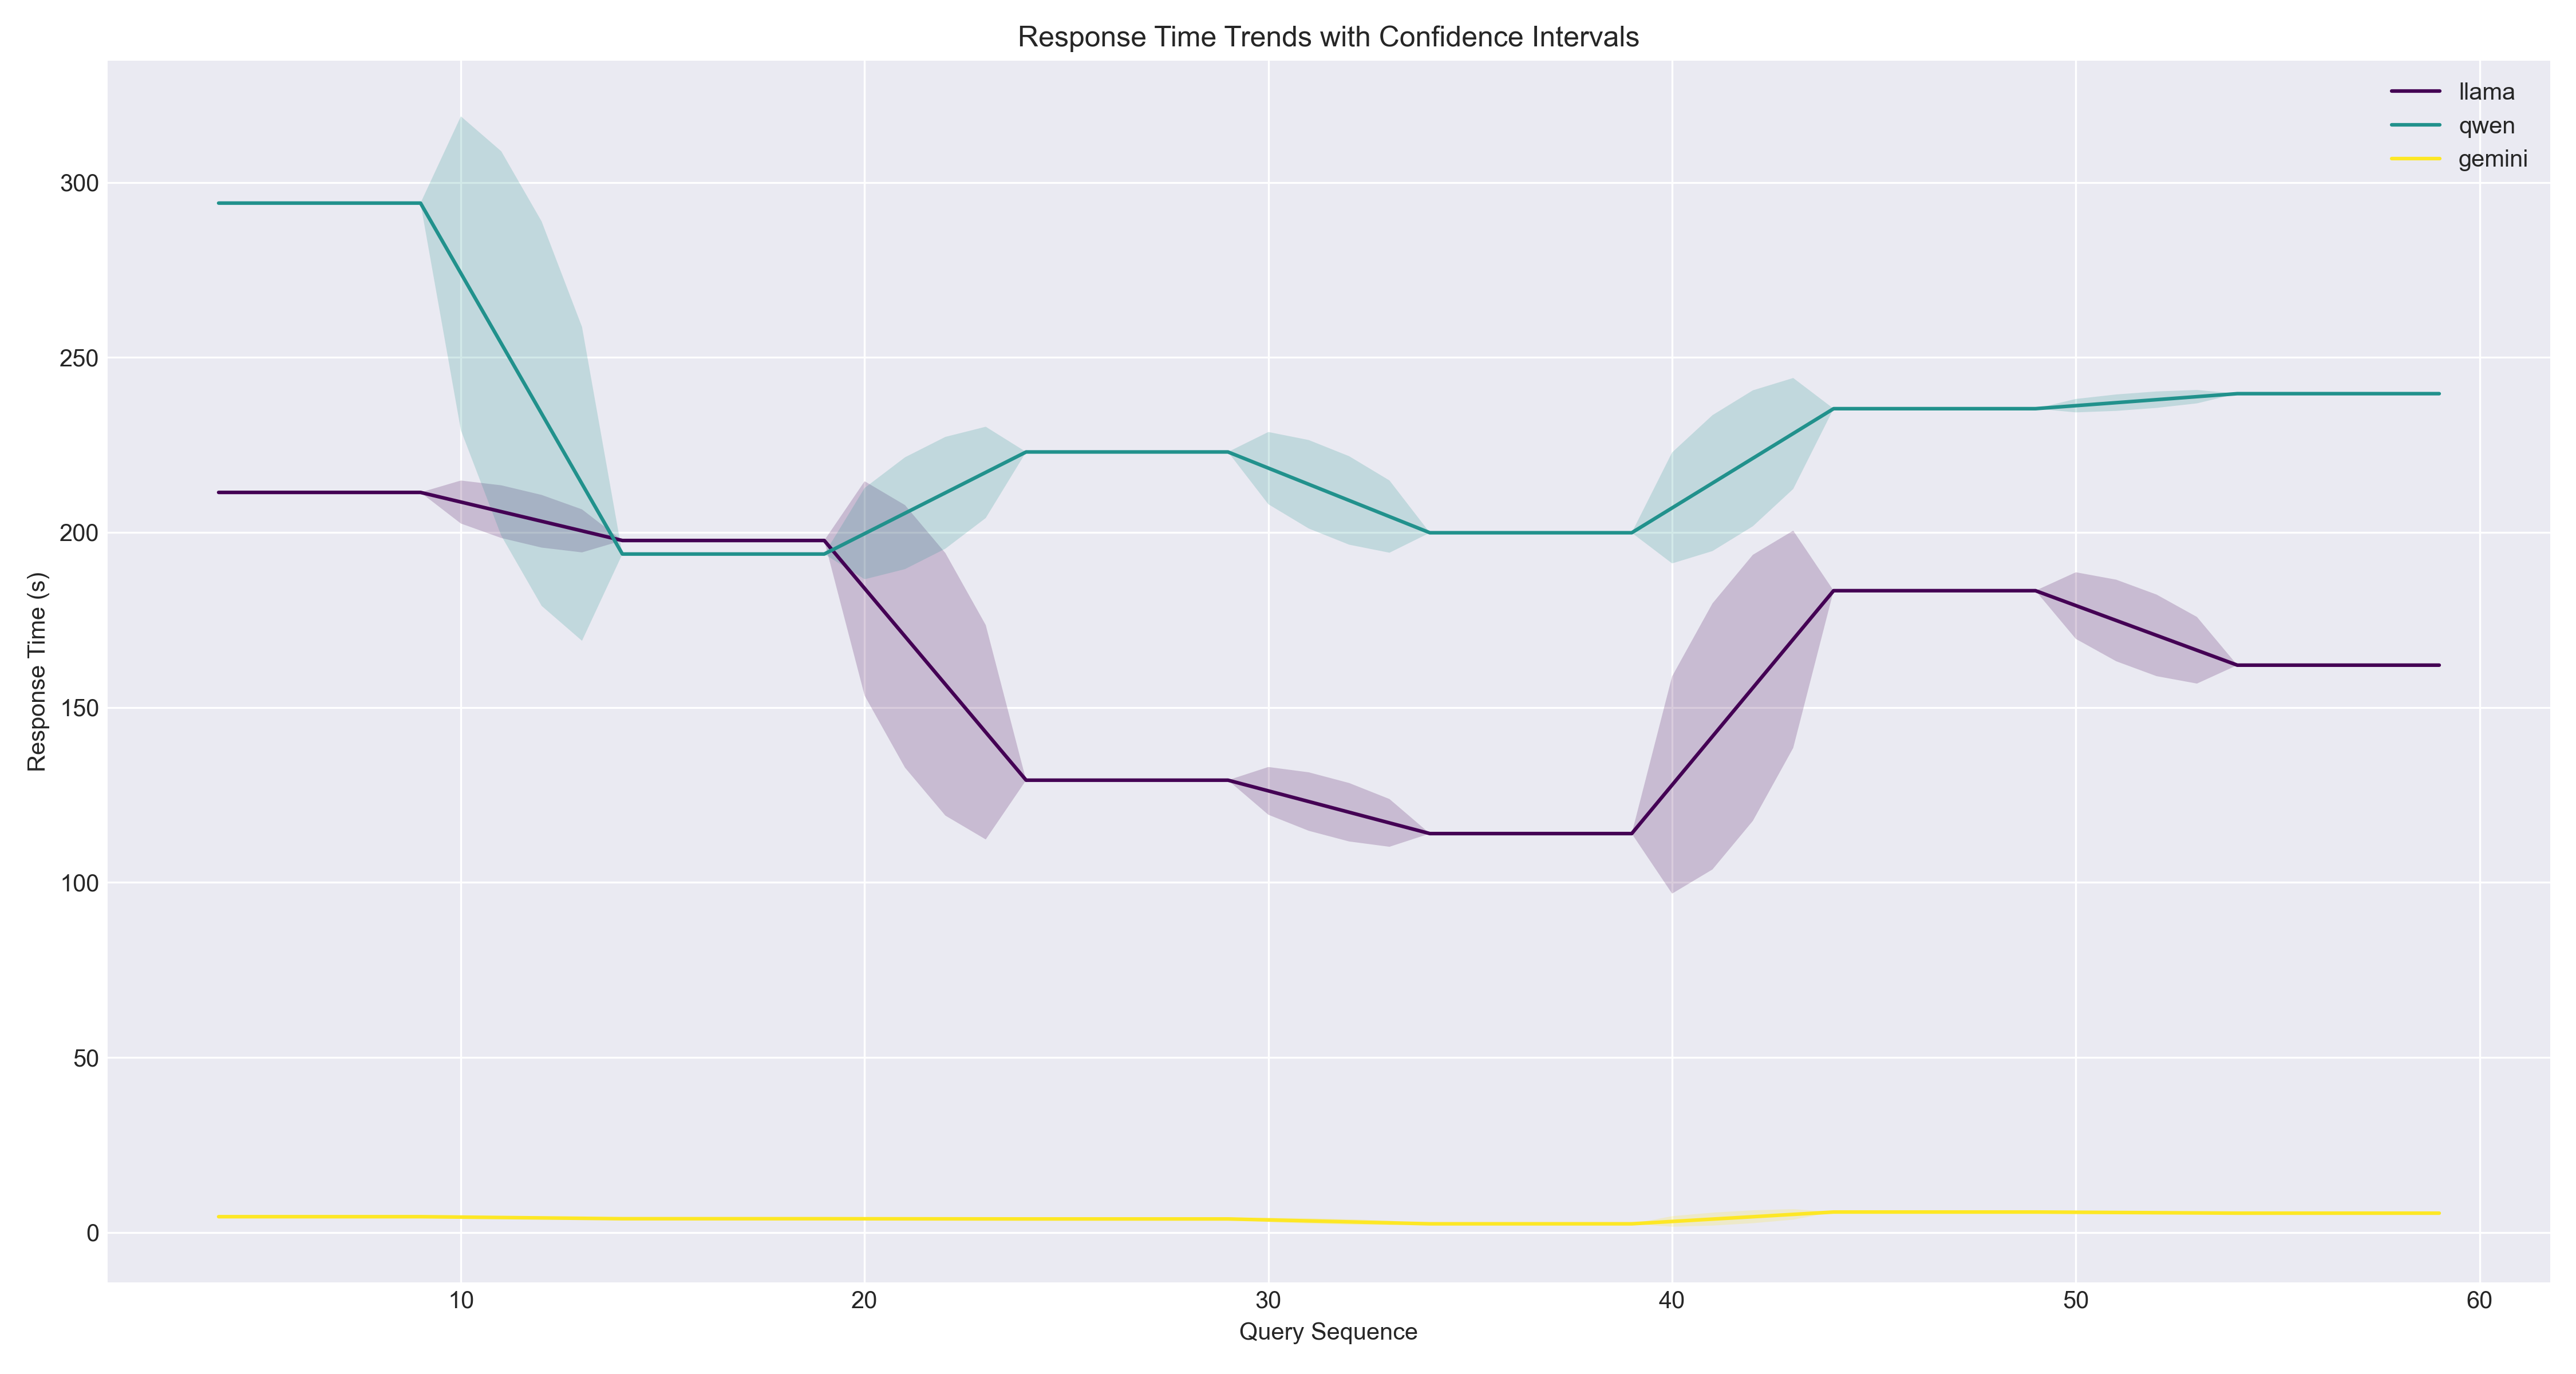 Response Time Trends with Confidence Intervals
llama
qwen
gemini
300
250
200
150
100
50
0
Response Time (s)
10 20 30 40 50 60
Query Sequence